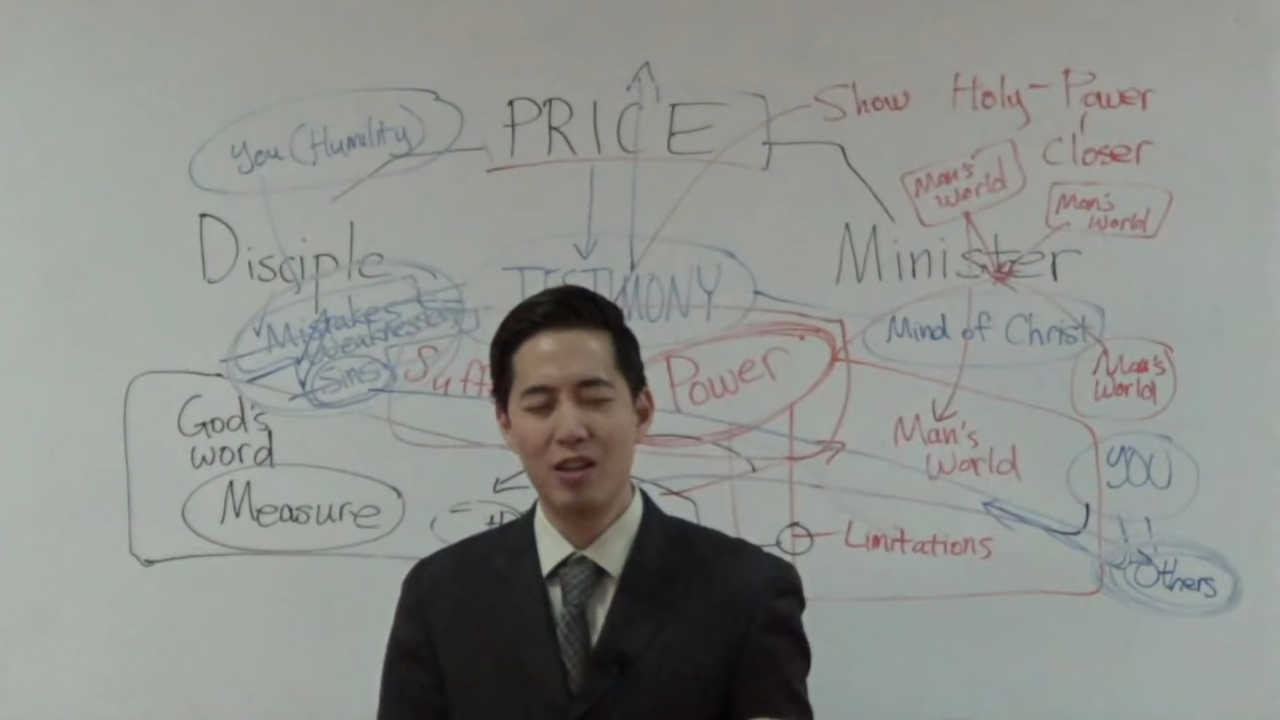 PRICE
Show Holy-Power
Closer
You (Humility)
Man's
World
Man's
World
Disciple
Minister
TESTIMONY
Mistakes
Weaknesses
Sins
Mind of Christ
Power
Man's
World
God's
word
Man's
World
Measure
YOU
Limitations
Others